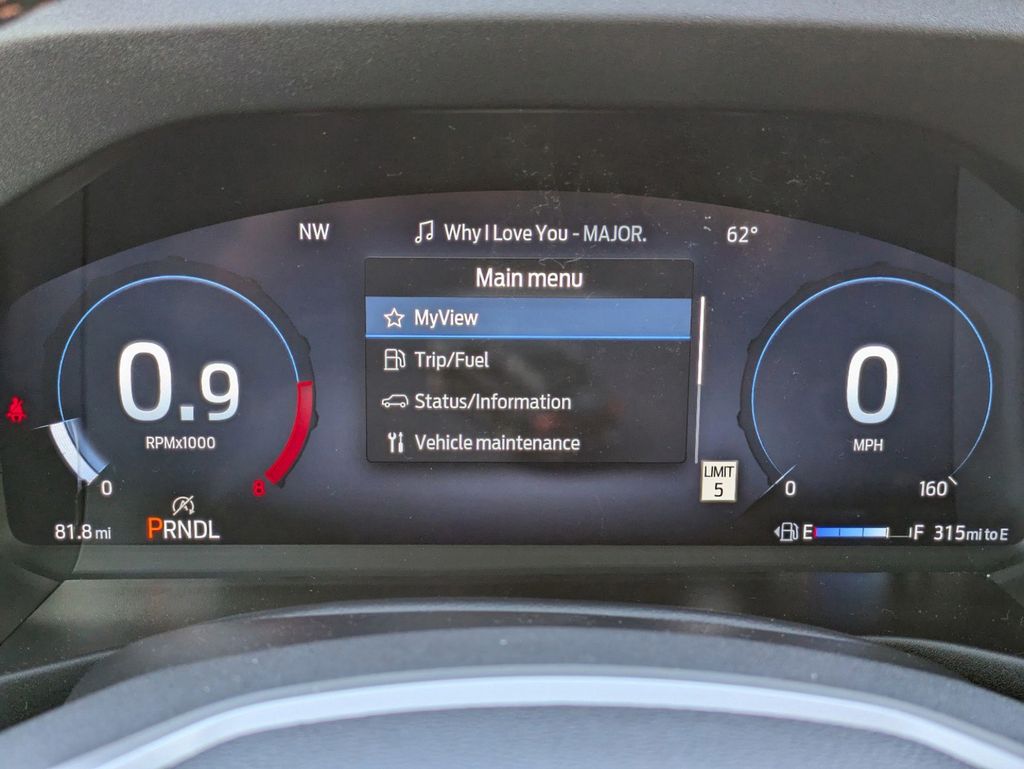 NW
Why I Love You - MAJOR.
62°
Main menu
MyView
Trip/Fuel
Status/Information
Vehicle maintenance
0.9
RPMx1000
0
8
0
MPH
0
160
LIMIT
5
81.8 mi
PRNDL
E
F
315 mi to E